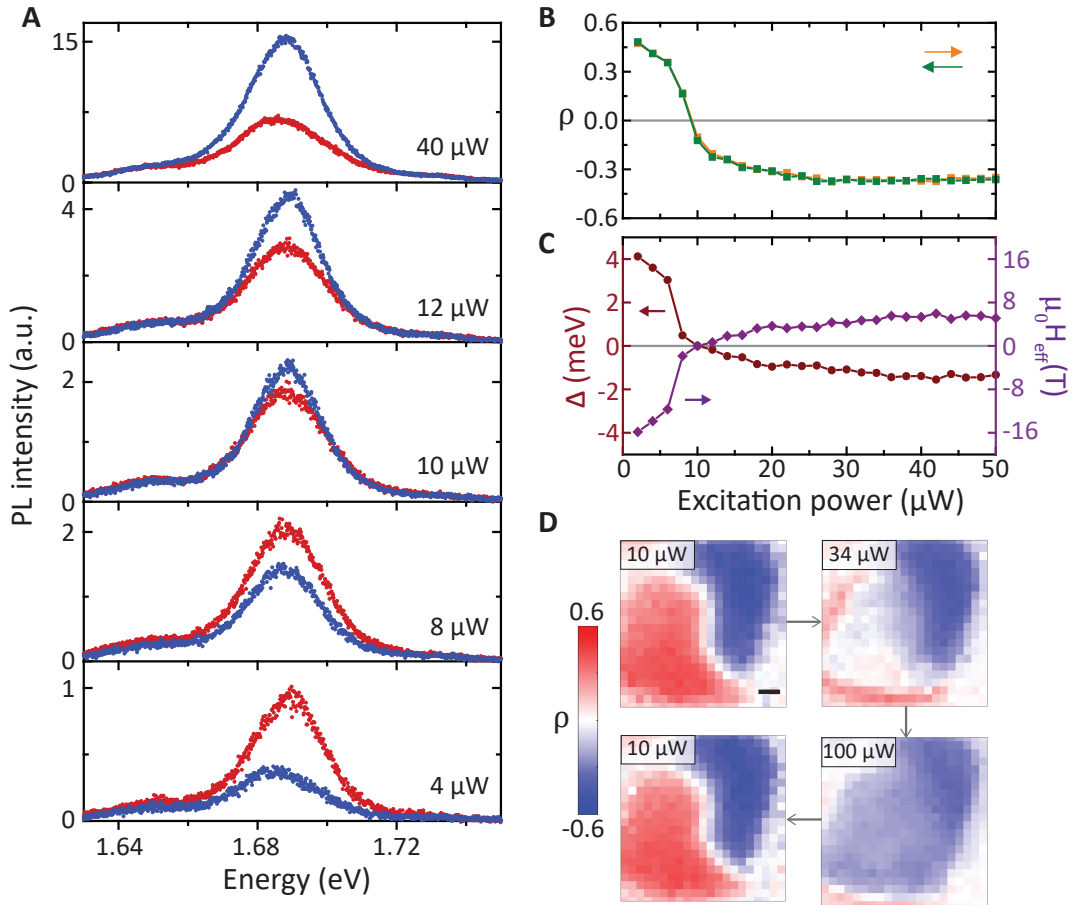 A
PL intensity (a.u.)
15
0
40 µW
4
2
0
12 µW
2
1
0
10 µW
2
1
0
8 µW
1
0
4 µW
1.64
1.68
1.72
Energy (eV)
B
ρ
0.6
0.3
0.0
-0.3
-0.6
C
Δ (meV)
4
2
0
-2
-4
16
8
0
-8
-16
μ0Heff(T)
0
10
20
30
40
50
Excitation power (µW)
D
10 µW
34 µW
0.6
ρ
-0.6
10 µW
100 µW